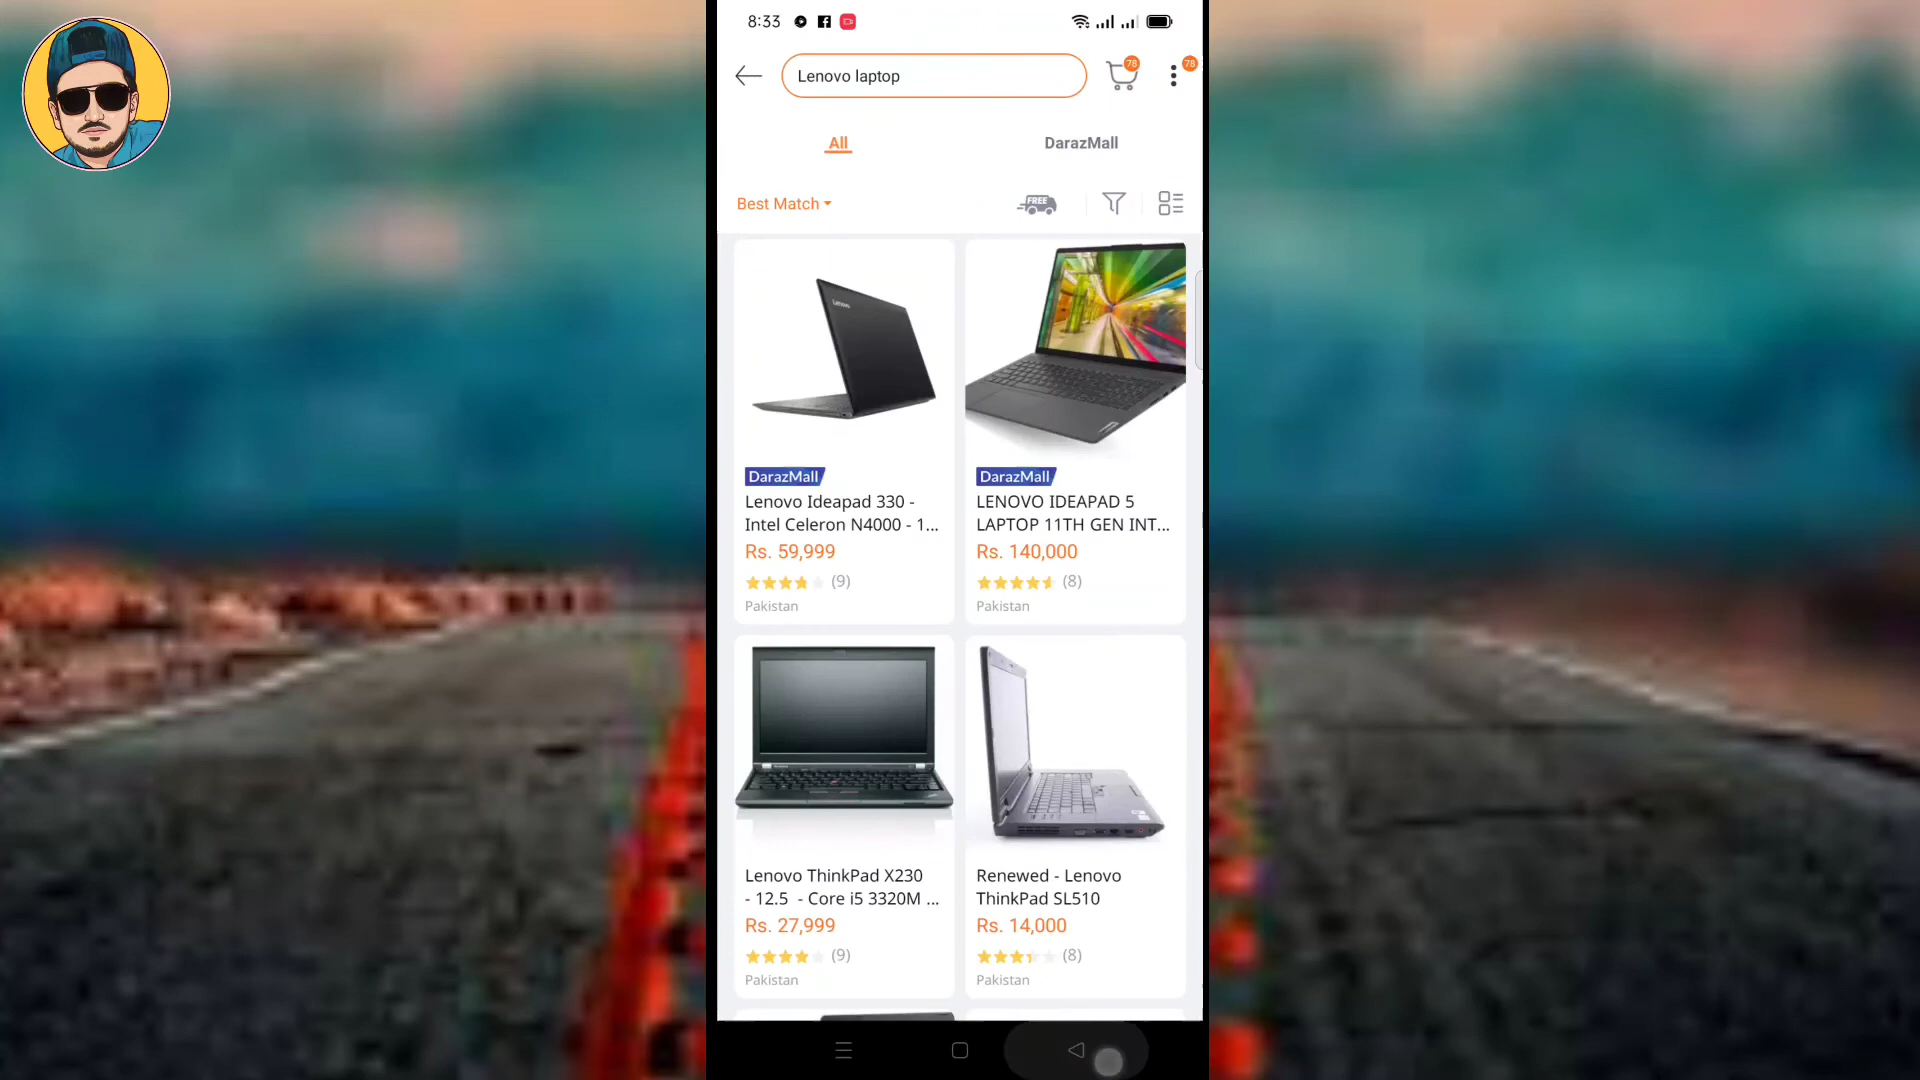 8:33
Lenovo laptop
78
78
All
DarazMall
Best Match
FREE
Lenovo
DarazMall
Lenovo Ideapad 330 -
Intel Celeron N4000 - 1...
Rs. 59,999
(9)
Pakistan
DarazMall
LENOVO IDEAPAD 5
LAPTOP 11TH GEN INT...
Rs. 140,000
(8)
Pakistan
Lenovo ThinkPad X230
- 12.5 - Core i5 3320M ...
Rs. 27,999
(9)
Pakistan
Renewed - Lenovo
ThinkPad SL510
Rs. 14,000
(8)
Pakistan